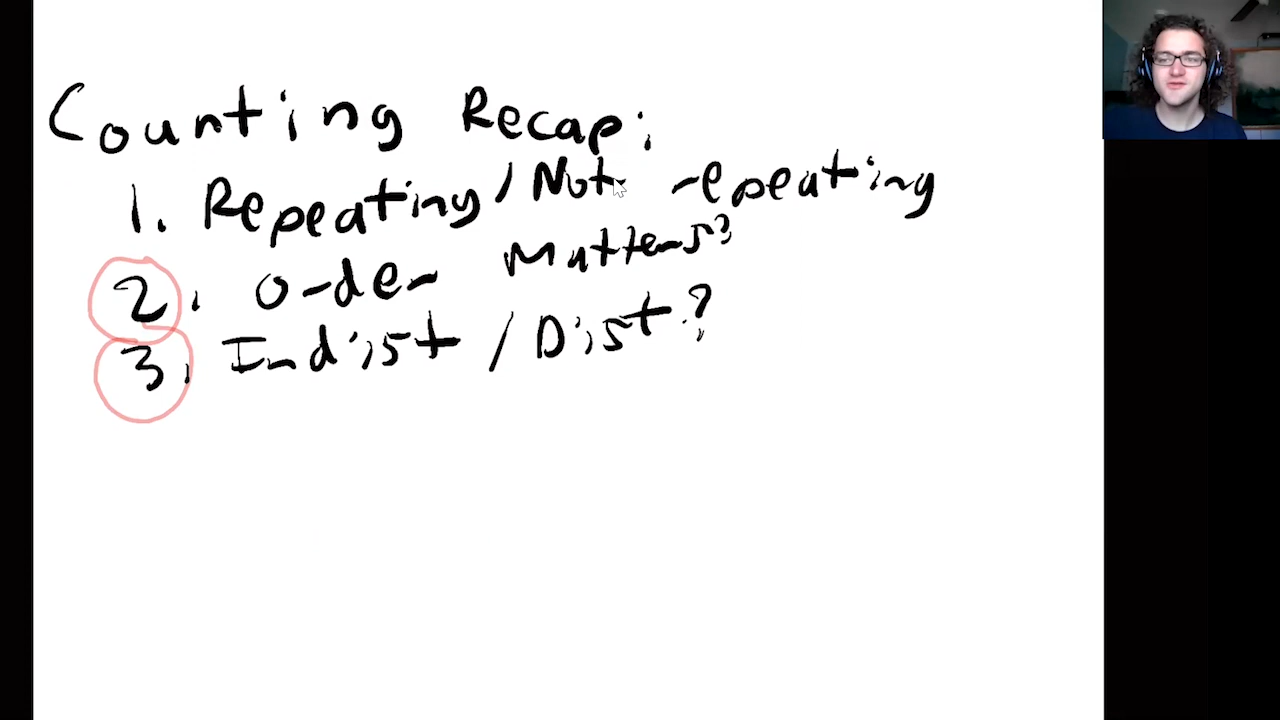 Counting Recap:
1. Repeating / Not repeating
2. Order Matters?
3. Indist / Dist?